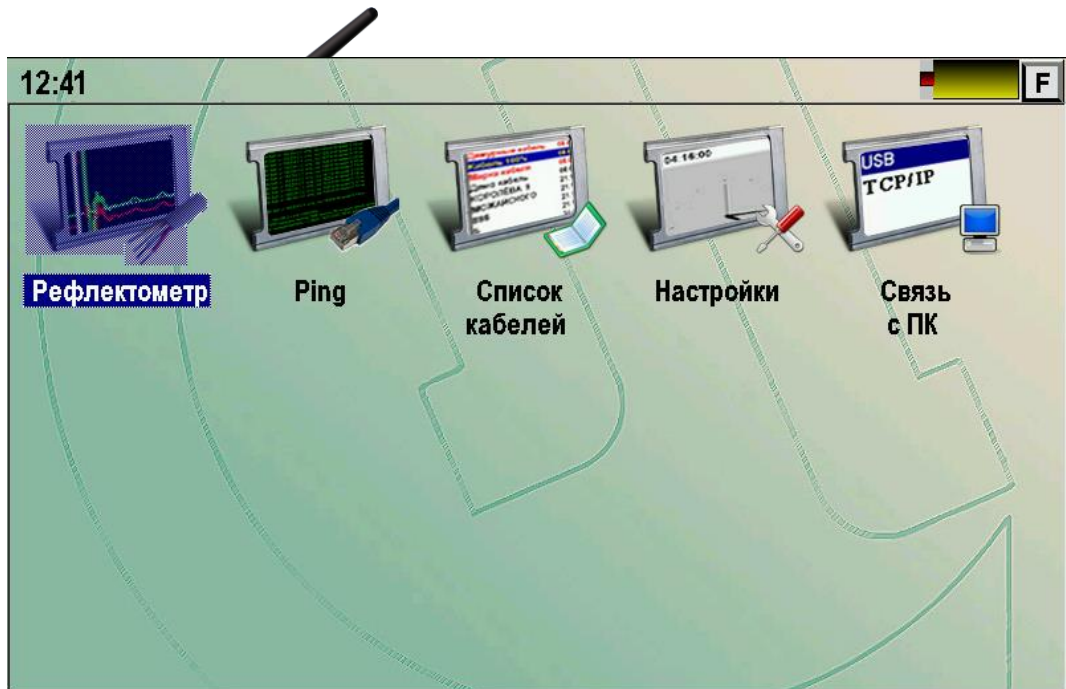 12:41
F
04:16:00
USB
TCP/IP
Рефлектометр
Ping
Список
кабелей
Настройки
Связь
с ПК